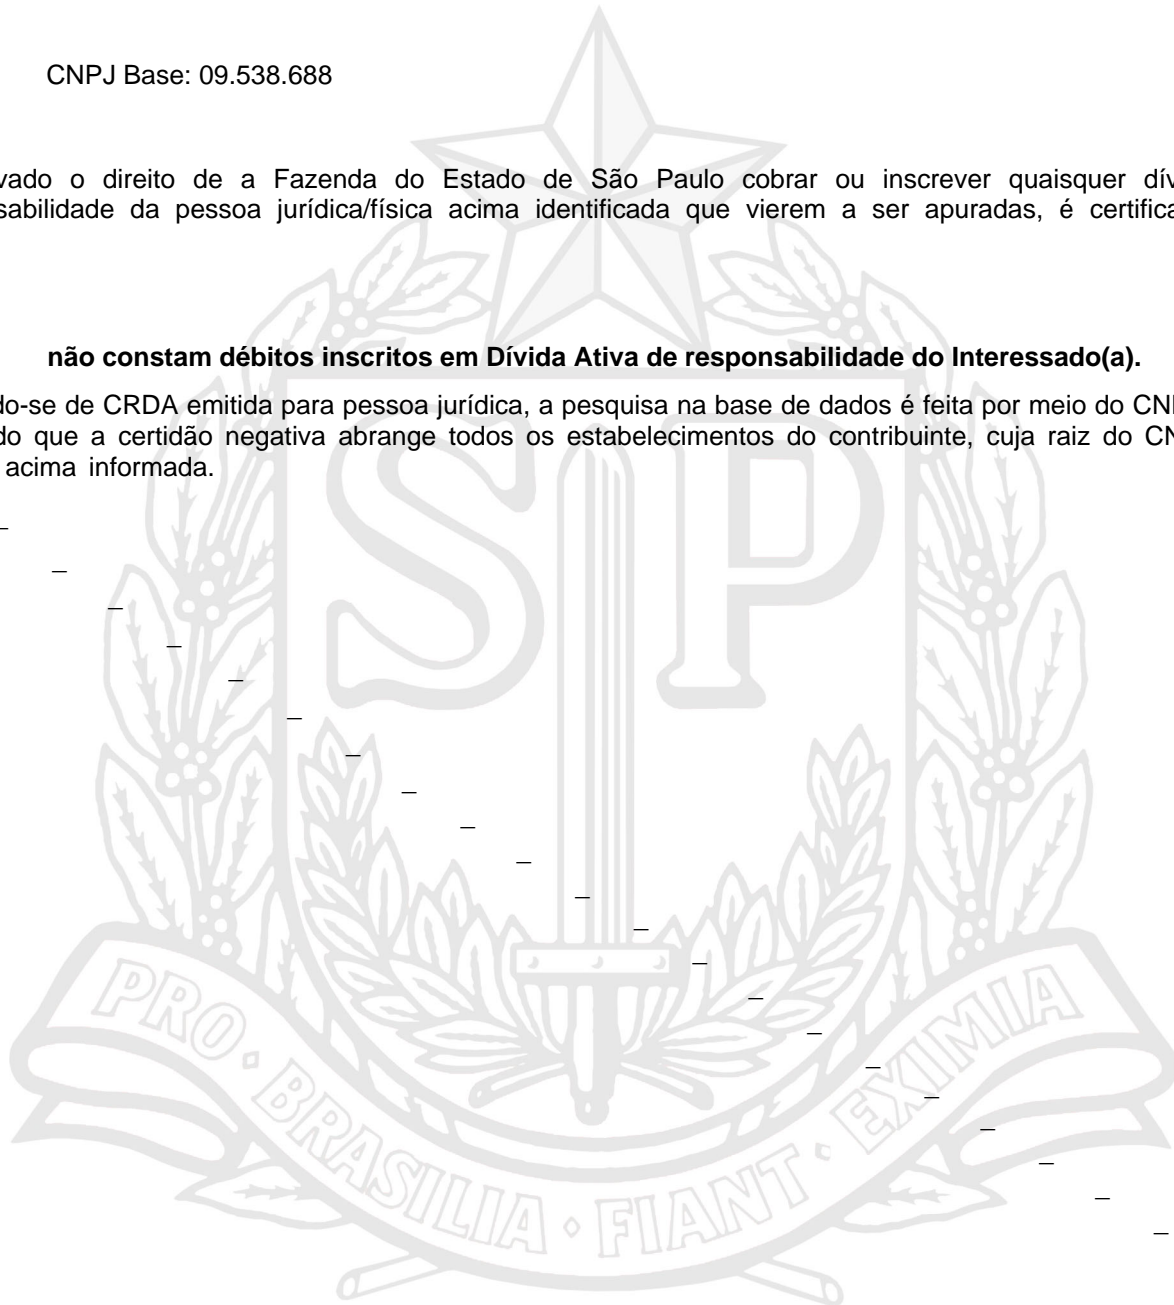 CNPJ Base: 09.538.688
vado o direito de a Fazenda do Estado de São Paulo cobrar ou inscrever quaisquer dív
sabilidade da pessoa jurídica/física acima identificada que vierem a ser apuradas, é certifica
não constam débitos inscritos em Dívida Ativa de responsabilidade do Interessado(a).
do-se de CRDA emitida para pessoa jurídica, a pesquisa na base de dados é feita por meio do CN
do que a certidão negativa abrange todos os estabelecimentos do contribuinte, cuja raiz do CN
acima informada.
SP
PRO • BRASILIA • FIANT • EXIMIA